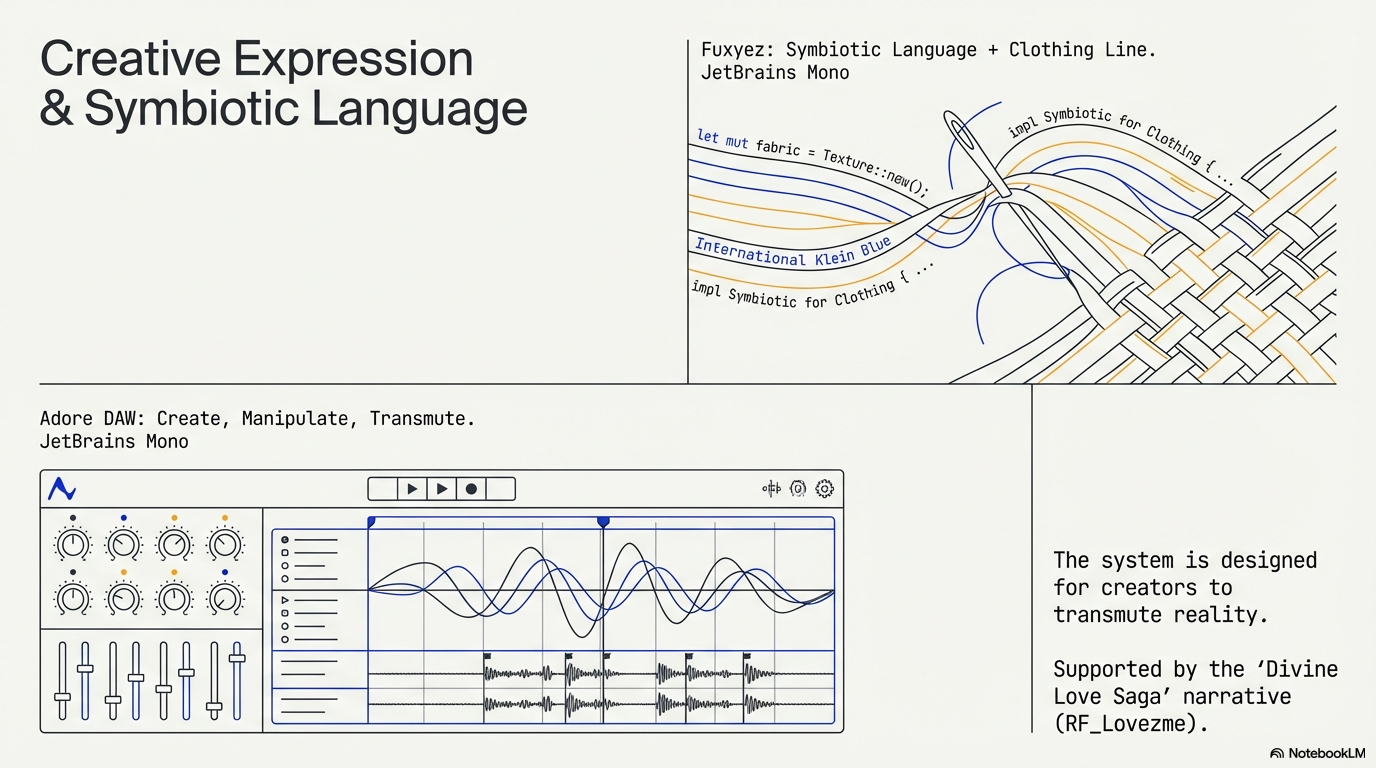 Creative Expression
& Symbiotic Language
Fuxyez: Symbiotic Language + Clothing Line.
JetBrains Mono
let mut fabric = Texture::new();
International Klein Blue
impl Symbiotic for Clothing { ...
impl Symbiotic for Clothing { ...
Adore DAW: Create, Manipulate, Transmute.
JetBrains Mono
The system is designed
for creators to
transmute reality.
Supported by the ‘Divine
Love Saga’ narrative
(RF_Lovezme).
NotebookLM